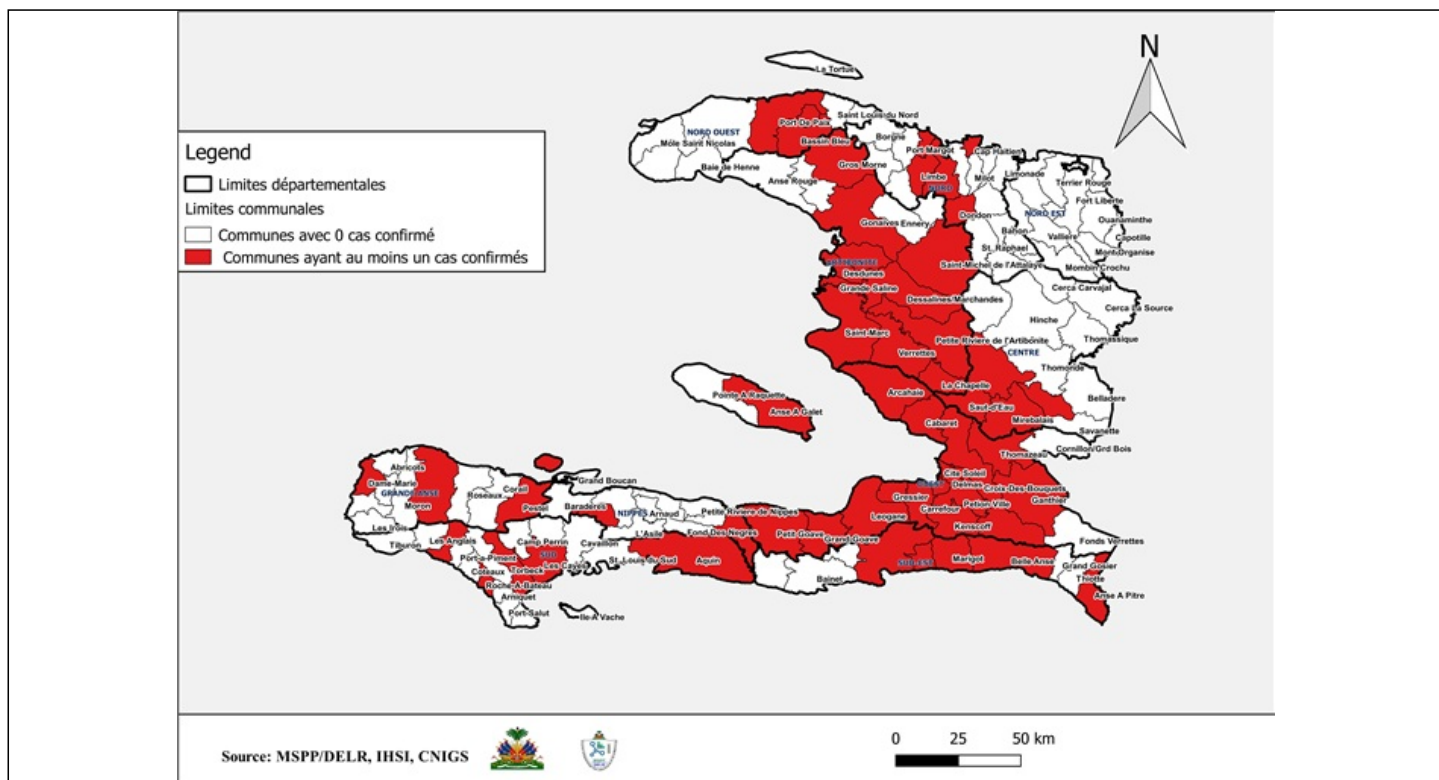 N
La Tortue
Saint Louis du Nord
Port De Paix
NORD OUEST
Borgne
Môle Saint Nicolas
Bassin Bleu
Port Margot
Cap Haïtien
Baie de Henne
Gros Morne
Limbe
Milot
Limonade
Terrier Rouge
Anse Rouge
NORD
Fort Liberte
NORD EST
Ouanaminthe
Gonaives
Ennery
Dondon
Bahon
Valliere
Capotille
St. Raphael
Mont-Organise
Saint-Michel de l'Attalaye
Mombin Crochu
Desdunes
Cerca Carvajal
Grande Saline
Dessalines/Marchandes
Cerca La Source
Hinche
Saint-Marc
Petite Riviere de l'Artibonite
Thomassique
Verrettes
CENTRE
Thomonde
La Chapelle
Belladere
Arcahaie
Saut-d'Eau
Mirebalais
Savanette
Cabaret
Cornillon/Grd Bois
Pointe A Raquette
Anse A Galet
Thomazeau
Legend
Limites départementales
Limites communales
Communes avec 0 cas confirmé
Communes ayant au moins un cas confirmés
Abricots
Dame-Marie
GRANDE ANSE
Moron
Roseaux
Corail
Pestel
Grand Boucan
Baraderes
NIPPES
Arnaud
Petite Riviere de Nippes
Cite Soleil
Delmas
Croix-Des-Bouquets
Gressier
Ganthier
Leogane
Carrefour
Petion-Ville
Kenscoff
Les Irois
Tiburon
Les Anglais
Camp Perrin
Cavaillon
L'Asile
Fond Des Negres
Petit Goave
Grand-Goave
Fonds Verrettes
Port-a-Piment
SUD
Les Cayes
St. Louis du Sud
Aquin
SUD-EST
Marigot
Belle Anse
Grand Gosier
Coteaux
Torbeck
Thiotte
Roche-A-Bateau
Bainet
Anse A Pitre
Arniquet
Port-Salut
Ile-A Vache
Source: MSPP/DELR, IHSI, CNIGS
0 25 50 km